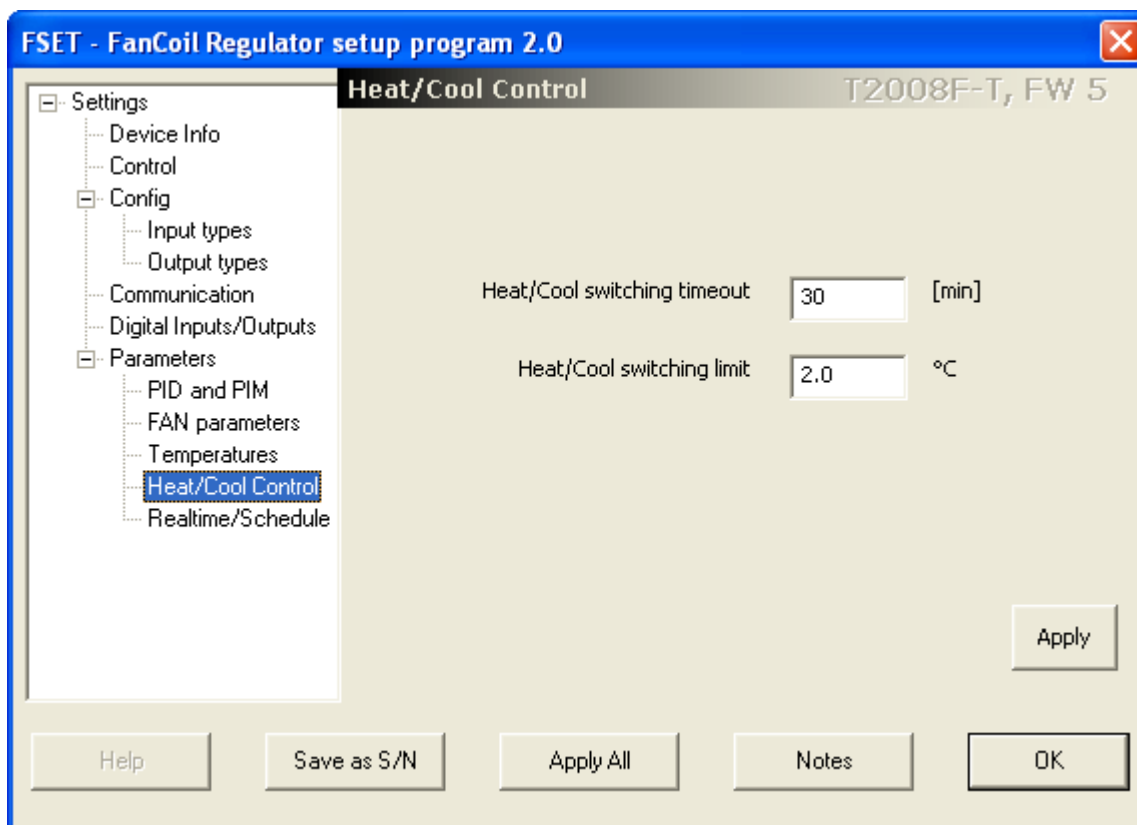 FSET - FanCoil Regulator setup program 2.0
Heat/Cool Control
T2008F-T, FW 5
Settings
Device Info
Control
Config
Input types
Output types
Communication
Digital Inputs/Outputs
Parameters
PID and PIM
FAN parameters
Temperatures
Heat/Cool Control
Realtime/Schedule
Heat/Cool switching timeout 30 [min]
Heat/Cool switching limit 2.0 °C
Apply
Help Save as S/N Apply All Notes OK